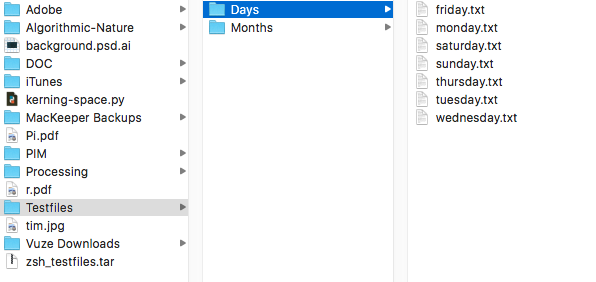 Adobe
Algorithmic-Nature
background.psd.ai
DOC
iTunes
kerning-space.py
MacKeeper Backups
Pi.pdf
PIM
Processing
r.pdf
Testfiles
tim.jpg
Vuze Downloads
zsh_testfiles.tar
Days
Months
friday.txt
monday.txt
saturday.txt
sunday.txt
thursday.txt
tuesday.txt
wednesday.txt